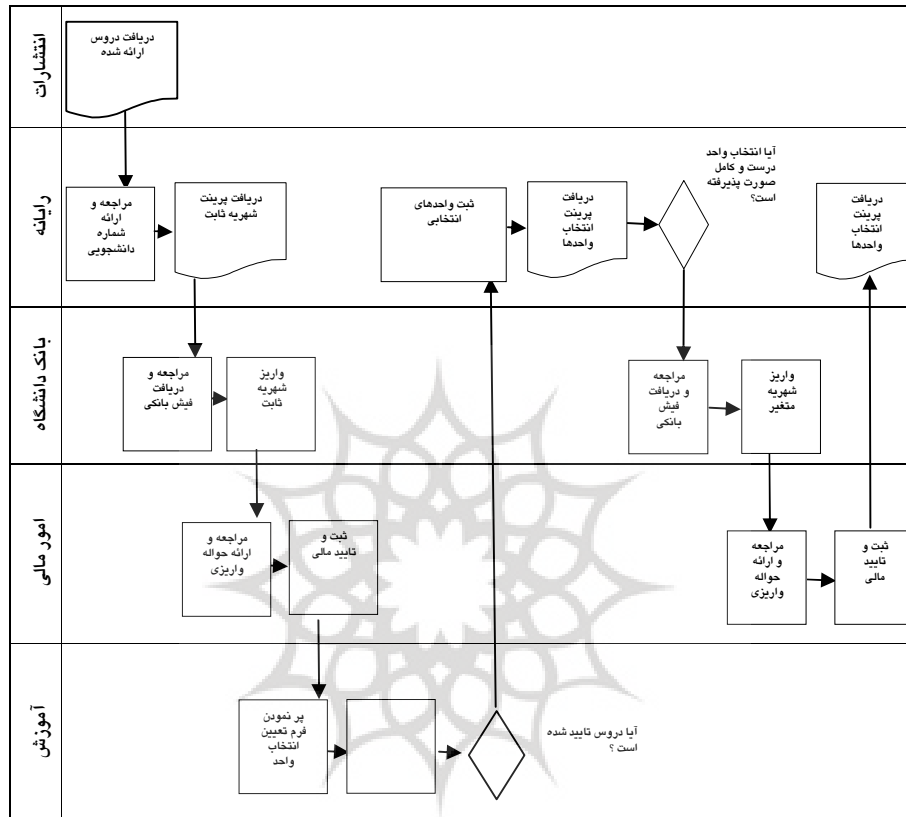 انتشارات
دریافت دروس
ارائه شده
رایانه
مراجعه و
ارائه
شماره
دانشجویی
دریافت پرینت
شهریه ثابت
ثبت واحدهای
انتخابی
دریافت
پرینت
انتخاب
واحدها
آیا انتخاب واحد
درست و کامل
صورت پذیرفته
است؟
دریافت
پرینت
انتخاب
واحدها
بانک دانشگاه
مراجعه و
دریافت
فیش بانکی
واریز
شهریه
ثابت
مراجعه
و دریافت
فیش
بانکی
واریز
شهریه
متغیر
امور مالی
مراجعه و
ارائه حواله
واریزی
ثبت و
تایید مالی
مراجعه
و ارائه
حواله
واریزی
ثبت و
تایید
مالی
آموزش
پر نمودن
فرم تعیین
انتخاب
واحد
آیا دروس تایید شده
است ؟